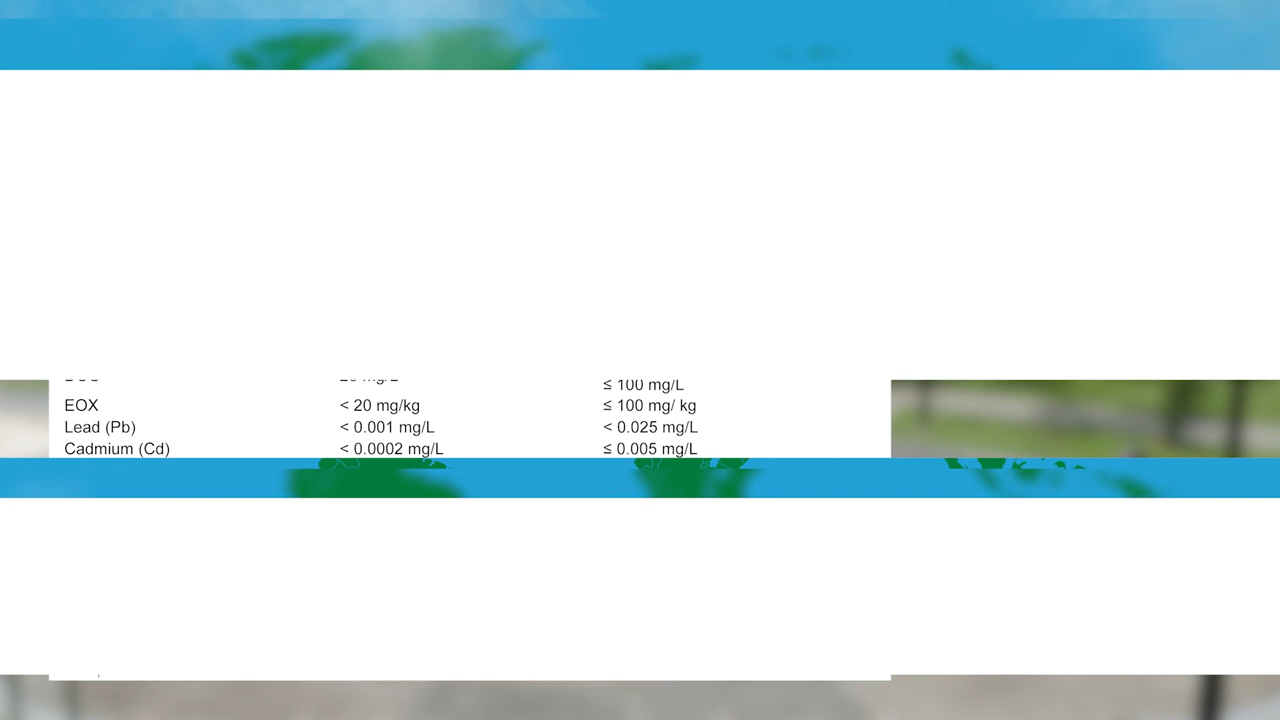 ≤ 100 mg/L
EOX < 20 mg/kg ≤ 100 mg/ kg
Lead (Pb) < 0.001 mg/L < 0.025 mg/L
Cadmium (Cd) < 0.0002 mg/L ≤ 0.005 mg/L